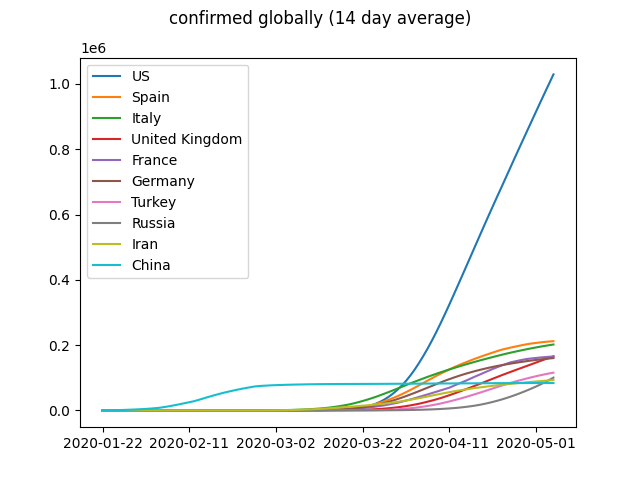 confirmed globally (14 day average)
1e6
1.0
0.8
0.6
0.4
0.2
0.0
US
Spain
Italy
United Kingdom
France
Germany
Turkey
Russia
Iran
China
2020-01-22 2020-02-11 2020-03-02 2020-03-22 2020-04-11 2020-05-01